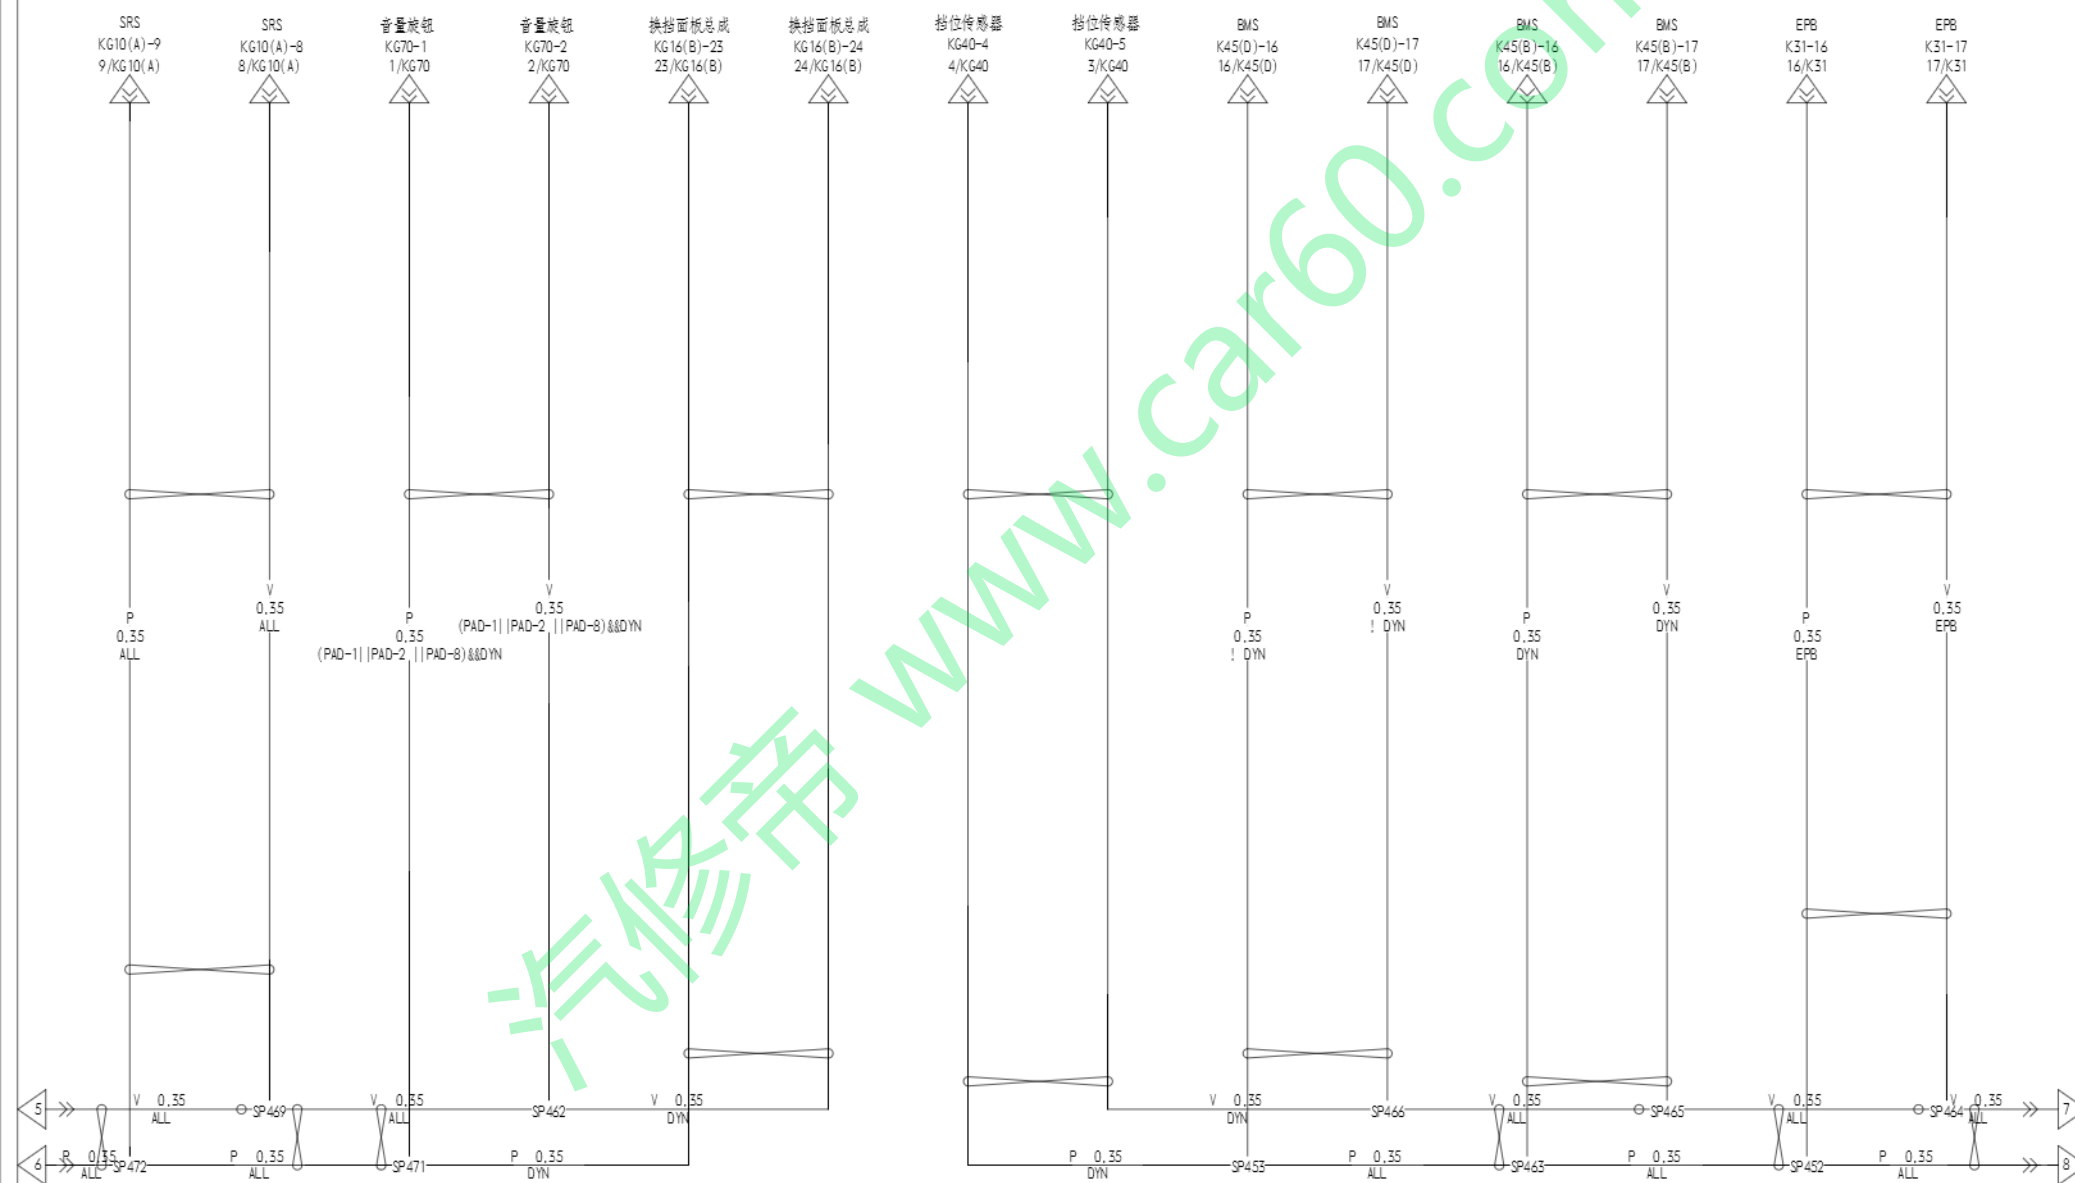 SRS
KG10(A)-9
9/KG10(A)
SRS
KG10(A)-8
8/KG10(A)
音量旋钮
KG70-1
1/KG70
音量旋钮
KG70-2
2/KG70
换挡面板总成
KG16(B)-23
23/KG16(B)
换挡面板总成
KG16(B)-24
24/KG16(B)
挡位传感器
KG40-4
4/KG40
挡位传感器
KG40-5
3/KG40
BMS
K45(D)-16
16/K45(D)
BMS
K45(D)-17
17/K45(D)
BMS
K45(B)-16
16/K45(B)
BMS
K45(B)-17
17/K45(B)
EPB
K31-16
16/K31
EPB
K31-17
17/K31
P
0,35
ALL
V
0,35
ALL
P
0,35
(PAD-1||PAD-2 ||PAD-8)&&DYN
V
0,35
(PAD-1||PAD-2 ||PAD-8)&&DYN
P
0,35
! DYN
V
0,35
! DYN
P
0,35
DYN
V
0,35
DYN
P
0,35
EPB
V
0,35
EPB
5
V 0,35
ALL
SP469
V 0,35
ALL
SP462
V 0,35
DYN
V 0,35
DYN
SP466
V 0,35
ALL
SP465
V 0,35
ALL
SP464
V 0,35
ALL
7
6
P 0,35
ALL
SP472
P 0,35
ALL
SP471
P 0,35
DYN
P 0,35
DYN
SP453
P 0,35
ALL
SP463
P 0,35
ALL
SP452
P 0,35
ALL
8
汽修帝 www.car60.com